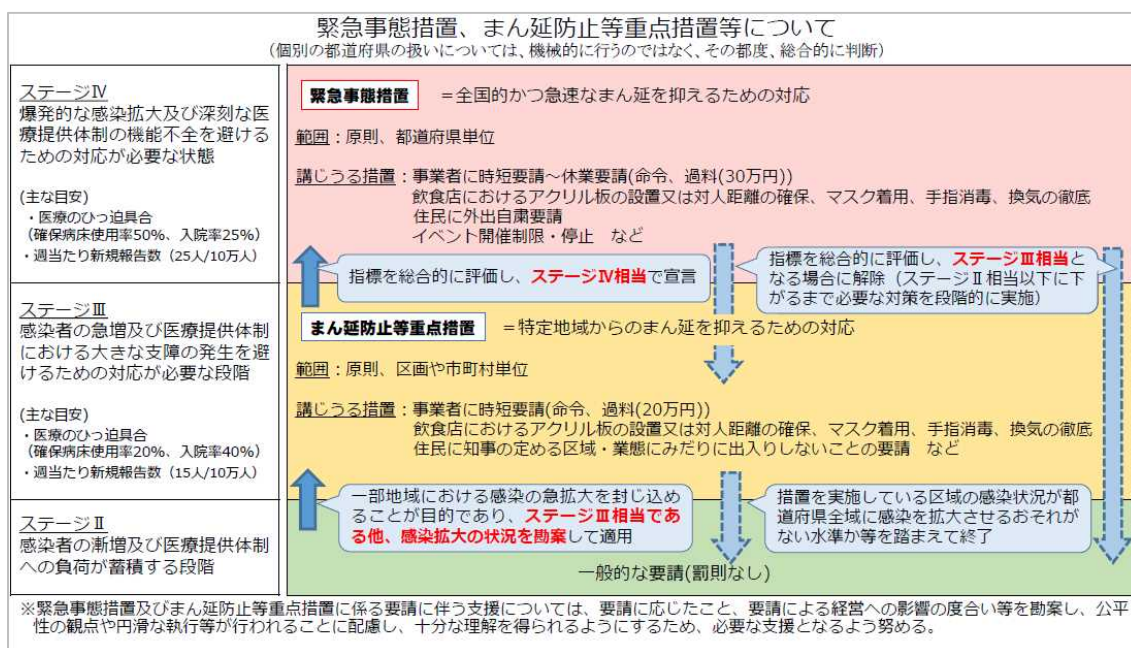 緊急事態措置、まん延防止等重点措置等について
（個別の都道府県の扱いについては、機械的に行うのではなく、その都度、総合的に判断）
ステージⅣ
爆発的な感染拡大及び深刻な医
療提供体制の機能不全を避ける
ための対応が必要な状態
(主な目安)
・医療のひっ迫具合
（確保病床使用率50%、入院率25%）
・週当たり新規報告数（25人/10万人）
緊急事態措置 ＝全国的かつ急速なまん延を抑えるための対応
範囲：原則、都道府県単位
講じうる措置：事業者に時短要請～休業要請(命令、過料(30万円))
飲食店におけるアクリル板の設置又は対人距離の確保、マスク着用、手指消毒、換気の徹底
住民に外出自粛要請
イベント開催制限・停止 など
指標を総合的に評価し、ステージⅣ相当で宣言
指標を総合的に評価し、ステージⅢ相当と
なる場合に解除（ステージⅡ相当以下に下
がるまで必要な対策を段階的に実施）
ステージⅢ
感染者の急増及び医療提供体制
における大きな支障の発生を避
けるための対応が必要な段階
(主な目安)
・医療のひっ迫具合
（確保病床使用率20%、入院率40%）
・週当たり新規報告数（15人/10万人）
まん延防止等重点措置 ＝特定地域からのまん延を抑えるための対応
範囲：原則、区画や市町村単位
講じうる措置：事業者に時短要請(命令、過料(20万円))
飲食店におけるアクリル板の設置又は対人距離の確保、マスク着用、手指消毒、換気の徹底
住民に知事の定める区域・業態にみだりに出入りしないことの要請 など
一部地域における感染の急拡大を封じ込め
ることが目的であり、ステージⅢ相当であ
る他、感染拡大の状況を勘案して適用
措置を実施している区域の感染状況が都
道府県全域に感染を拡大させるおそれが
ない水準か等を踏まえて終了
ステージⅡ
感染者の漸増及び医療提供体制
への負荷が蓄積する段階
一般的な要請(罰則なし)
※緊急事態措置及びまん延防止等重点措置に係る要請に伴う支援については、要請に応じたこと、要請による経営への影響の度合い等を勘案し、公平
性の観点や円滑な執行等が行われることに配慮し、十分な理解を得られるようにするため、必要な支援となるよう努める。